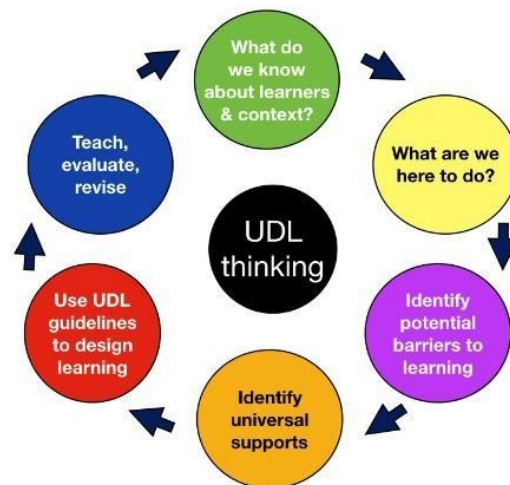 What do
we know
about learners
& context?
What are we
here to do?
Identify
potential
barriers to
learning
Identify
universal
supports
Use UDL
guidelines
to design
learning
Teach,
evaluate,
revise
UDL
thinking